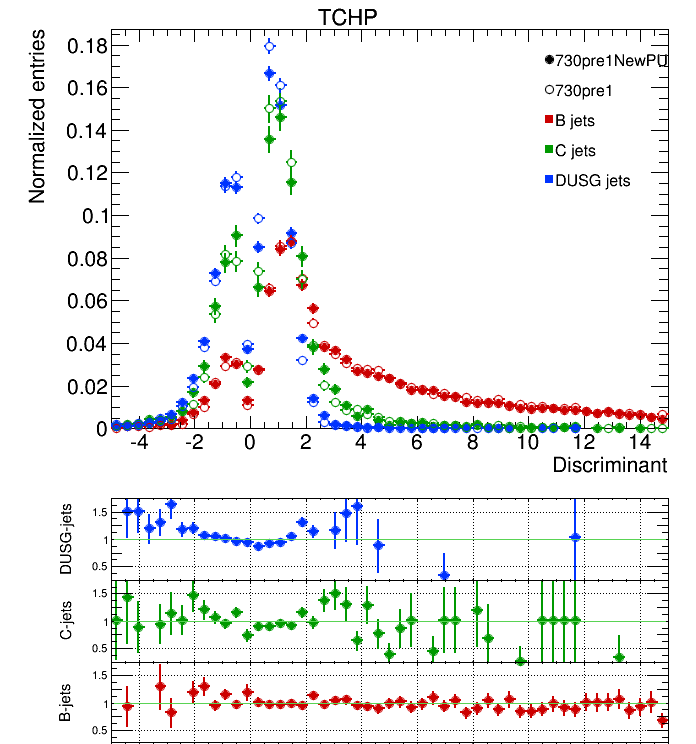 TCHP
Normalized entries
0.18
0.16
0.14
0.12
0.1
0.08
0.06
0.04
0.02
0
730pre1NewPU
730pre1
B jets
C jets
DUSG jets
-4 -2 0 2 4 6 8 10 12 14
Discriminant
DUSG-jets
1.5
1
0.5
C-jets
1.5
1
0.5
B-jets
1.5
1
0.5